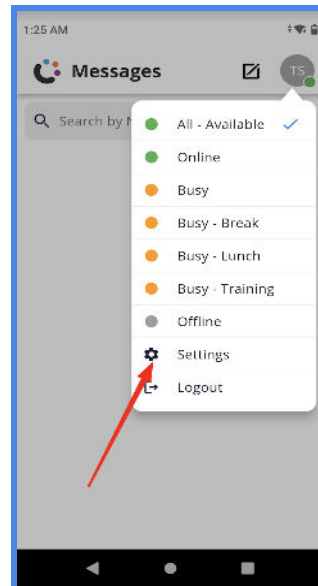 1:25 AM
Messages
TS
Search by N
All - Available
Online
Busy
Busy - Break
Busy - Lunch
Busy - Training
Offline
Settings
Logout